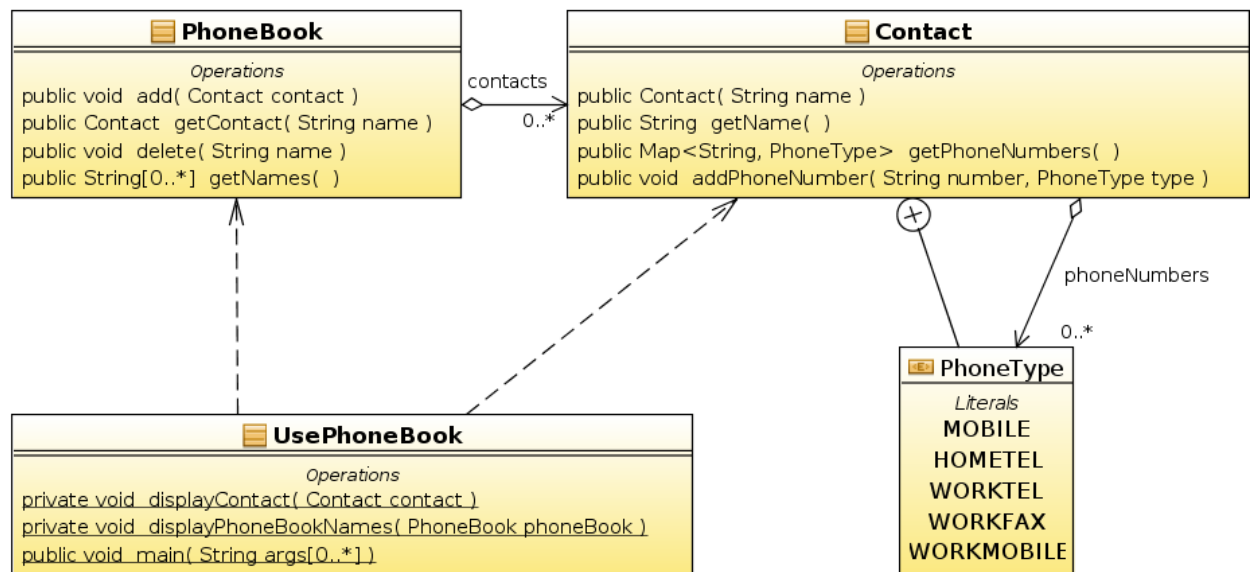 PhoneBook
Operations
public void add( Contact contact )
public Contact getContact( String name )
public void delete( String name )
public String[0..*] getNames( )
contacts
0..*
Contact
Operations
public Contact( String name )
public String getName( )
public Map<String, PhoneType> getPhoneNumbers( )
public void addPhoneNumber( String number, PhoneType type )
phoneNumbers
0..*
<E> PhoneType
Literals
MOBILE
HOMETEL
WORKTEL
WORKFAX
WORKMOBILE
UsePhoneBook
Operations
private void displayContact( Contact contact )
private void displayPhoneBookNames( PhoneBook phoneBook )
public void main( String args[0..*] )